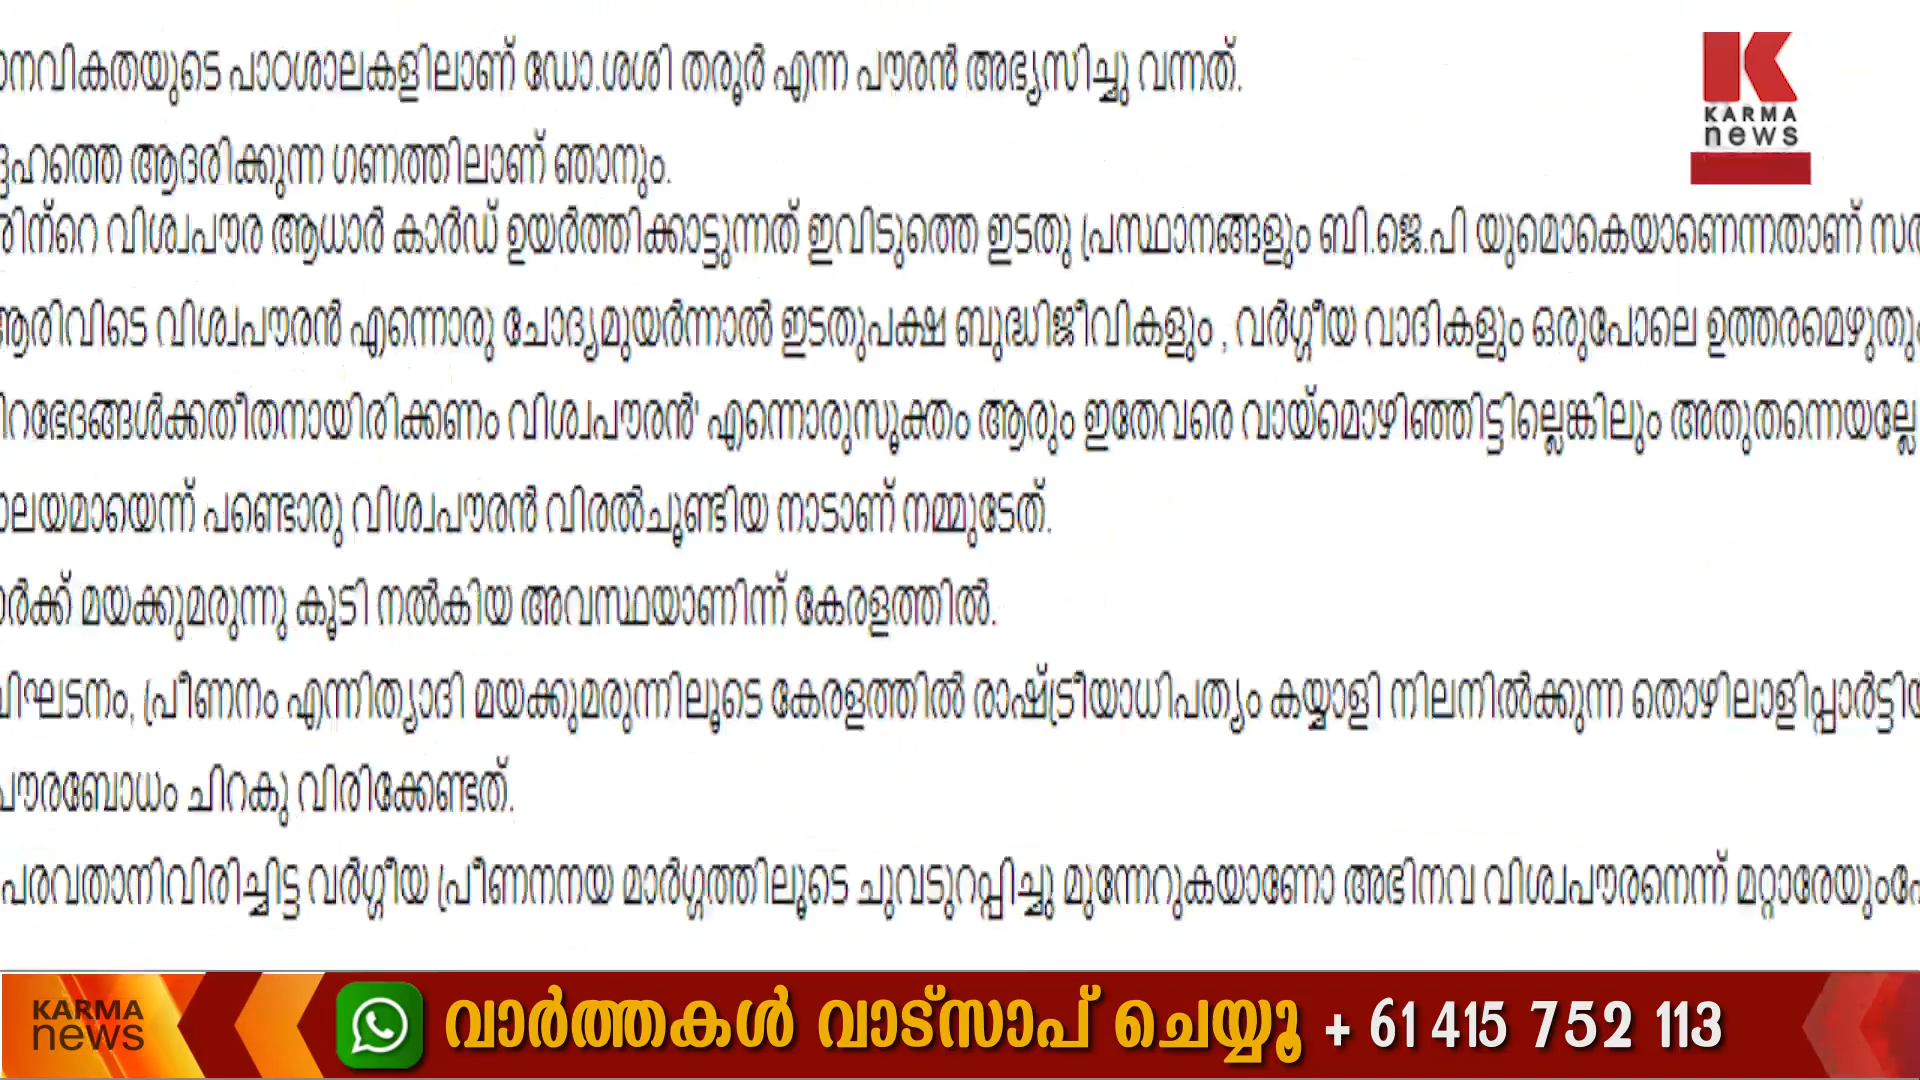 നവികതയുടെ പാഠശാലകളിലാണ് ഡോ.ശശി തരൂർ എന്ന പൗരൻ അഭ്യസിച്ചു വന്നത്.
KARMA
news
ദ്ദേഹത്തെ ആദരിക്കുന്ന ഗണത്തിലാണ് ഞാനും.
രിന്റെ വിശ്വപൗര ആധാർ കാർഡ് ഉയർത്തിക്കാട്ടുന്നത് ഇവിടുത്തെ ഇടതു പ്രസ്ഥാനങ്ങളും ബി.ജെ.പി യുമൊകെയാണെന്നതാണ്
ആരിവിടെ വിശ്വപൗരൻ എന്നൊരു ചോദ്യമുയർന്നാൽ ഇടതുപക്ഷ ബുദ്ധിജീവികളും , വർഗ്ഗീയ വാദികളും ഒരുപോലെ ഉത്തരമെഴുതും
റഭേദങ്ങൾക്കതീതനായിരിക്കണം വിശ്വപൗരൻ' എന്നൊരുസൂക്തം ആരും ഇതേവരെ വായ്മൊഴിഞ്ഞിട്ടില്ലെങ്കിലും അതുതന്നെയല്ലേ
ലയമായെന്ന് പണ്ടൊരു വിശ്വപൗരൻ വിരൽചൂണ്ടിയ നാടാണ് നമ്മുടേത്.
ർക്ക് മയക്കുമരുന്നു കൂടി നൽകിയ അവസ്ഥയാണിന്ന് കേരളത്തിൽ.
വിഘടനം, പ്രീണനം എന്നിത്യാദി മയക്കുമരുന്നിലൂടെ കേരളത്തിൽ രാഷ്ട്രീയാധിപത്യം കയ്യാളി നിലനിൽക്കുന്ന തൊഴിലാളിപ്പാർട്ടിയ
പൗരബോധം ചിറകു വിരിക്കേണ്ടത്.
പരവതാനിവിരിച്ചിട്ട വർഗ്ഗീയ പ്രീണനനയ മാർഗ്ഗത്തിലൂടെ ചുവടുറപ്പിച്ചു മുന്നേറുകയാണോ അഭിനവ വിശ്വപൗരനെന്ന് മറ്റാരേയുംപോ
KARMA
news
വാർത്തകൾ വാട്സാപ് ചെയ്യൂ + 61 415 752 113